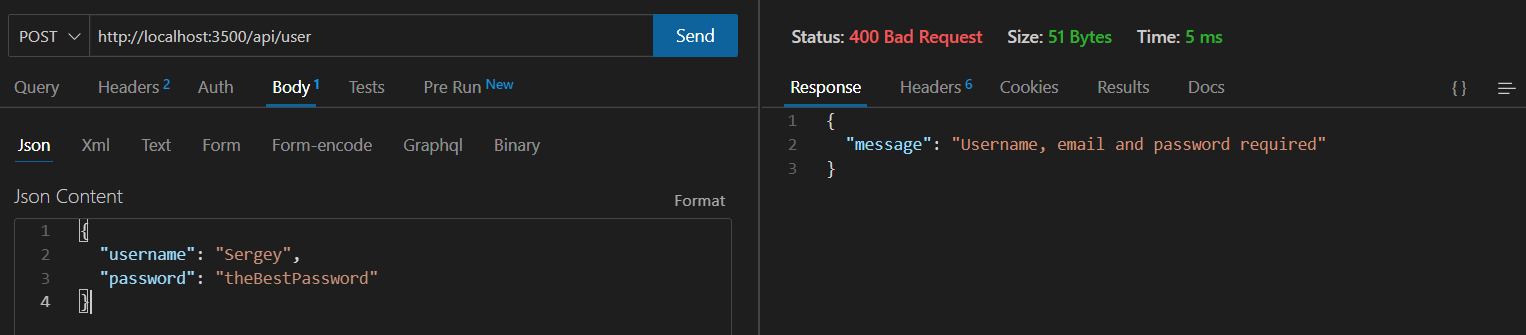 POST http://localhost:3500/api/user Send
Query Headers 2 Auth Body 1 Tests Pre Run New
Json Xml Text Form Form-encode Graphql Binary
Json Content
Format
1 {
2 "username": "Sergey",
3 "password": "theBestPassword"
4 }
Status: 400 Bad Request Size: 51 Bytes Time: 5 ms
Response Headers 6 Cookies Results Docs { }
1 {
2 "message": "Username, email and password required"
3 }